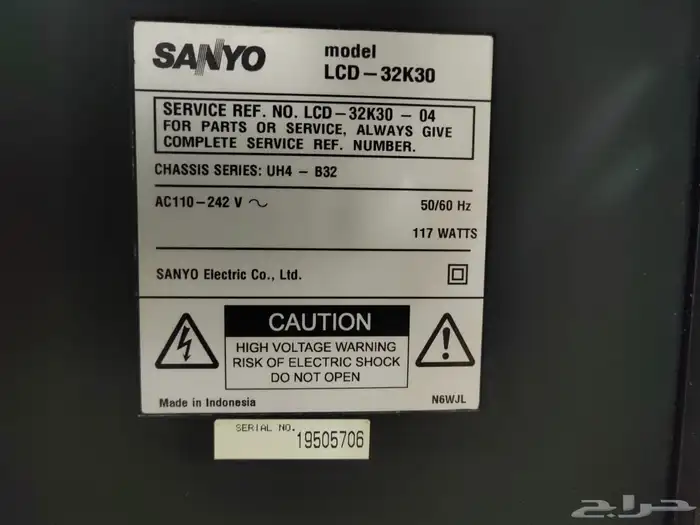 SANYO
model
LCD-32K30
SERVICE REF. NO. LCD-32K30 - 04
FOR PARTS OR SERVICE, ALWAYS GIVE
COMPLETE SERVICE REF. NUMBER.
CHASSIS SERIES: UH4 - B32
AC110-242 V ~ 50/60 Hz
117 WATTS
SANYO Electric Co., Ltd.
CAUTION
HIGH VOLTAGE WARNING
RISK OF ELECTRIC SHOCK
DO NOT OPEN
Made in Indonesia N6WJL
SERIAL NO. 19505706
حراج